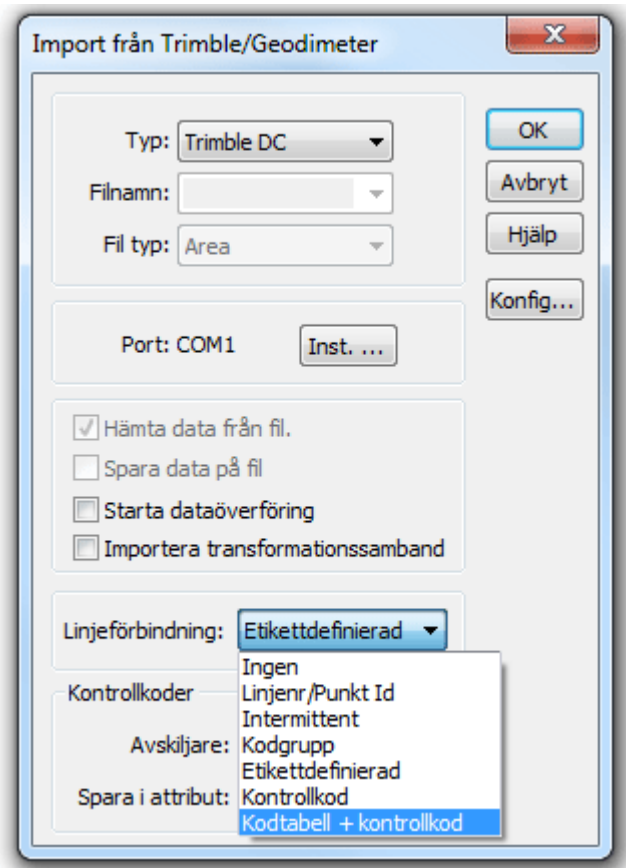 Import från Trimble/Geodimeter
Typ: Trimble DC
OK
Filnamn:
Avbryt
Fil typ: Area
Hjälp
Konfig...
Port: COM1 Inst. ...
Hämta data från fil.
Spara data på fil
Starta dataöverföring
Importera transformationssamband
Linjeförbindning: Etikettdefinierad
Ingen
Kontrollkoder
Linjenr/Punkt Id
Intermittent
Avskiljare:
Kodgrupp
Etikettdefinierad
Spara i attribut:
Kontrollkod
Kodtabell + kontrollkod